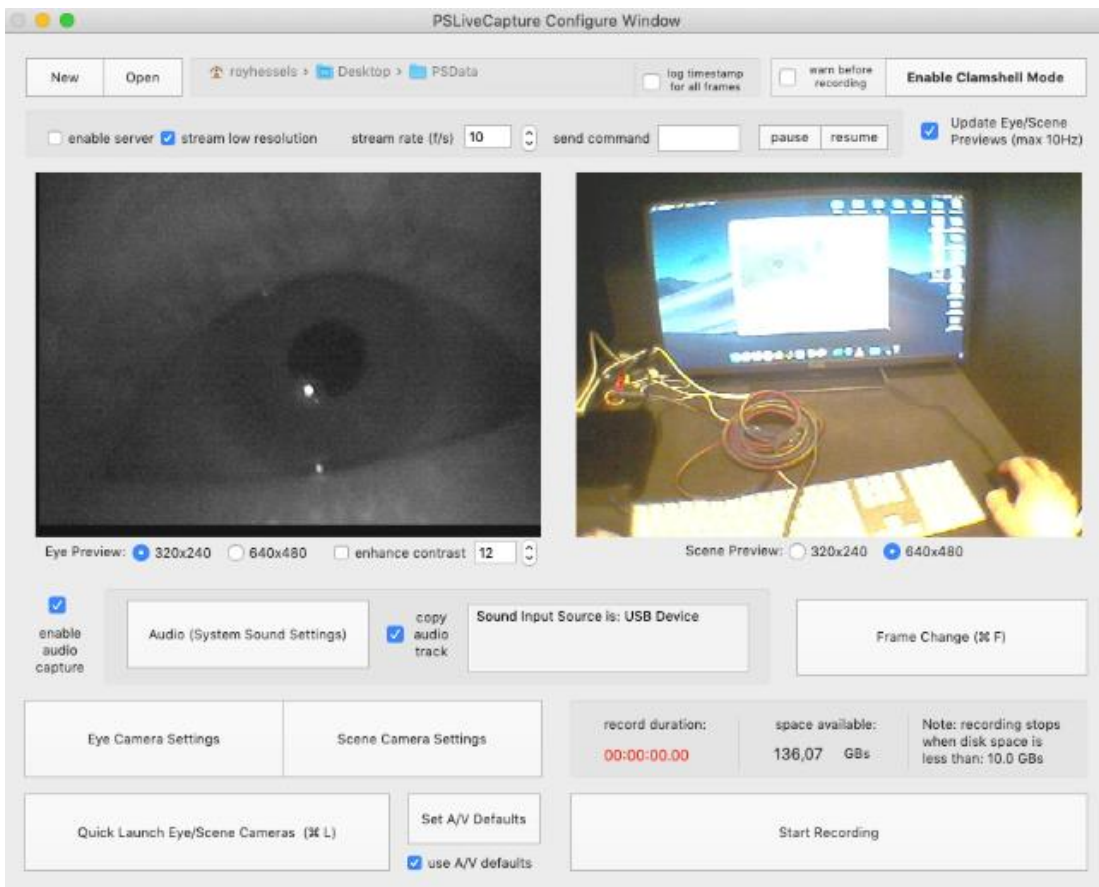 PSLiveCapture Configure Window
New
Open
royhessels › Desktop › PSData
log timestamp
for all frames
warn before
recording
Enable Clamshell Mode
enable server
stream low resolution
stream rate (f/s)
10
send command
pause
resume
Update Eye/Scene
Previews (max 10Hz)
Eye Preview:
320x240
640x480
enhance contrast
12
Scene Preview:
320x240
640x480
enable
audio
capture
Audio (System Sound Settings)
copy
audio
track
Sound Input Source is: USB Device
Frame Change (⌘ F)
Eye Camera Settings
Scene Camera Settings
record duration:
00:00:00.00
space available:
136,07 GBs
Note: recording stops
when disk space is
less than: 10.0 GBs
Quick Launch Eye/Scene Cameras (⌘ L)
Set A/V Defaults
use A/V defaults
Start Recording